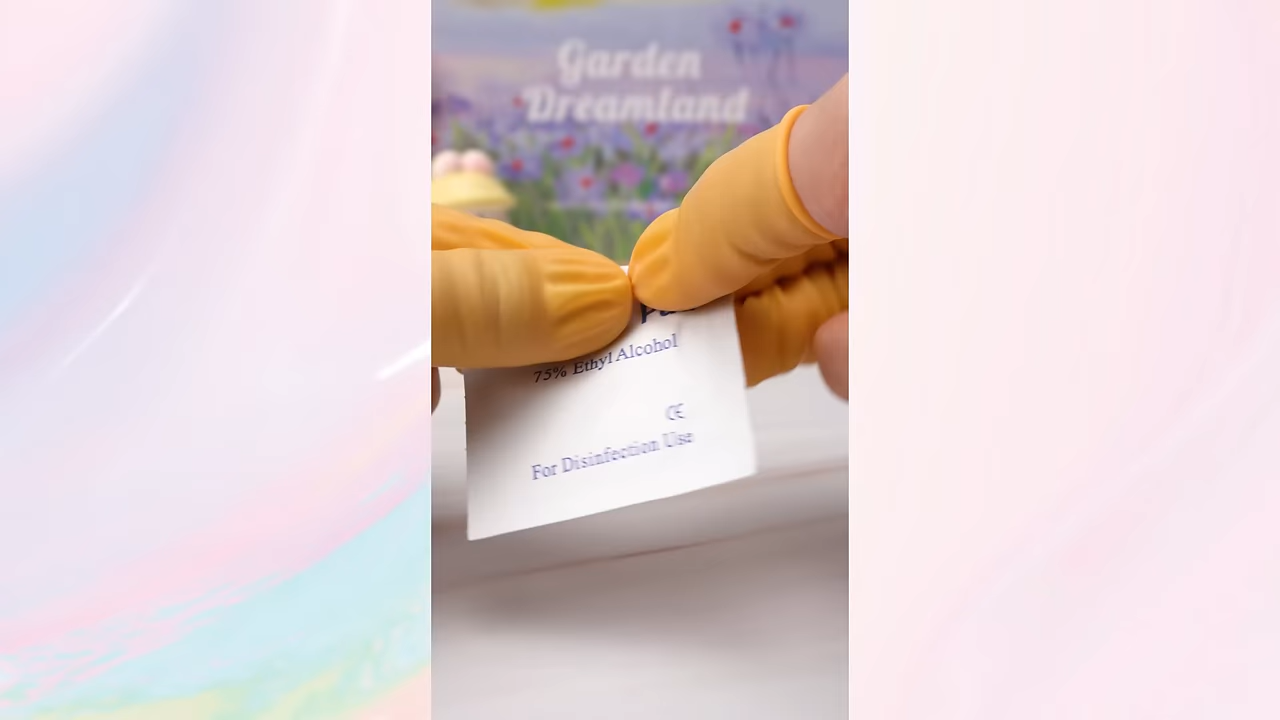 Garden
Dreamland
75% Ethyl Alcohol
CE
For Disinfection Use